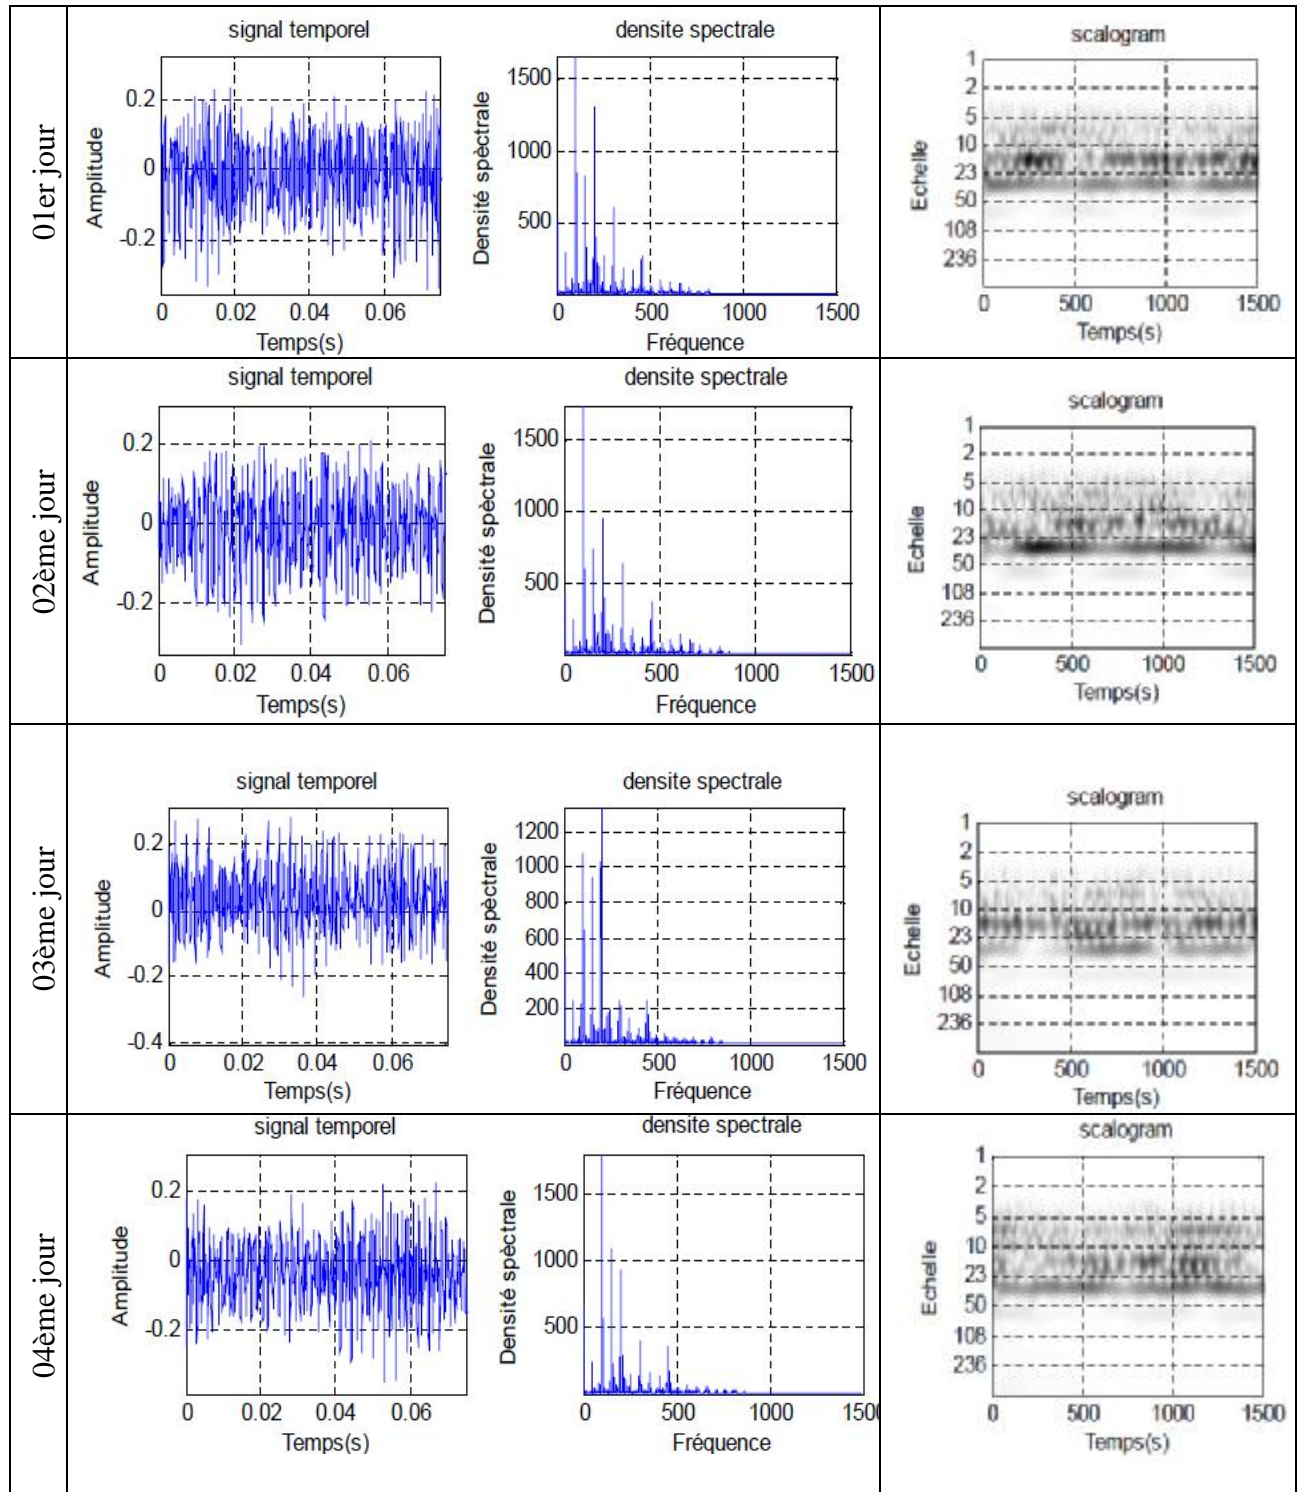 01er jour
signal temporel
Amplitude
0.2
0
-0.2
0 0.02 0.04 0.06
Temps(s)
densite spectrale
Densité spèctrale
1500
1000
500
0 500 1000 1500
Fréquence
scalogram
Echelle
1
2
5
10
23
50
108
236
0 500 1000 1500
Temps(s)
02ème jour
signal temporel
Amplitude
0.2
0
-0.2
0 0.02 0.04 0.06
Temps(s)
densite spectrale
Densité spèctrale
1500
1000
500
0 500 1000 1500
Fréquence
scalogram
Echelle
1
2
5
10
23
50
108
236
0 500 1000 1500
Temps(s)
03ème jour
signal temporel
Amplitude
0.2
0
-0.2
-0.4
0 0.02 0.04 0.06
Temps(s)
densite spectrale
Densité spèctrale
1200
1000
800
600
400
200
0 500 1000 1500
Fréquence
scalogram
Echelle
1
2
5
10
23
50
108
236
0 500 1000 1500
Temps(s)
04ème jour
signal temporel
Amplitude
0.2
0
-0.2
0 0.02 0.04 0.06
Temps(s)
densite spectrale
Densité spèctrale
1500
1000
500
0 500 1000 150
Fréquence
scalogram
Echelle
1
2
5
10
23
50
108
236
0 500 1000 1500
Temps(s)